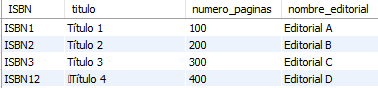 ISBN titulo numero_paginas nombre_editorial
ISBN1 Título 1 100 Editorial A
ISBN2 Título 2 200 Editorial B
ISBN3 Título 3 300 Editorial C
ISBN12 Título 4 400 Editorial D